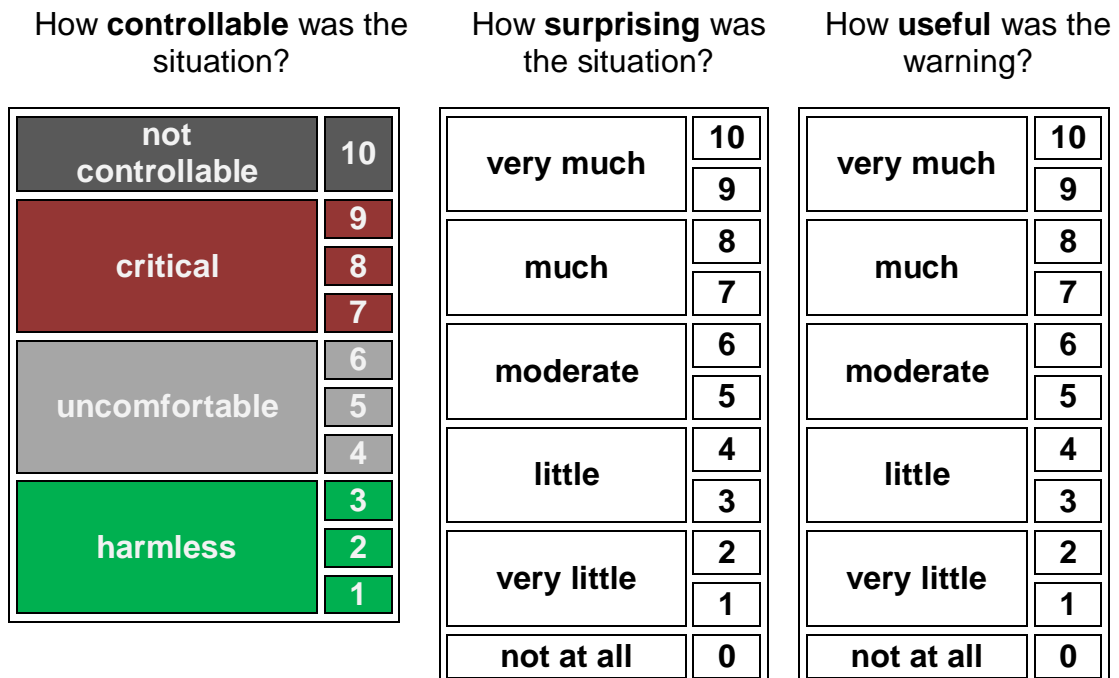 How controllable was the
situation?
not
controllable
10
critical
9
8
7
uncomfortable
6
5
4
harmless
3
2
1
How surprising was
the situation?
very much
10
9
much
8
7
moderate
6
5
little
4
3
very little
2
1
not at all
0
How useful was the
warning?
very much
10
9
much
8
7
moderate
6
5
little
4
3
very little
2
1
not at all
0